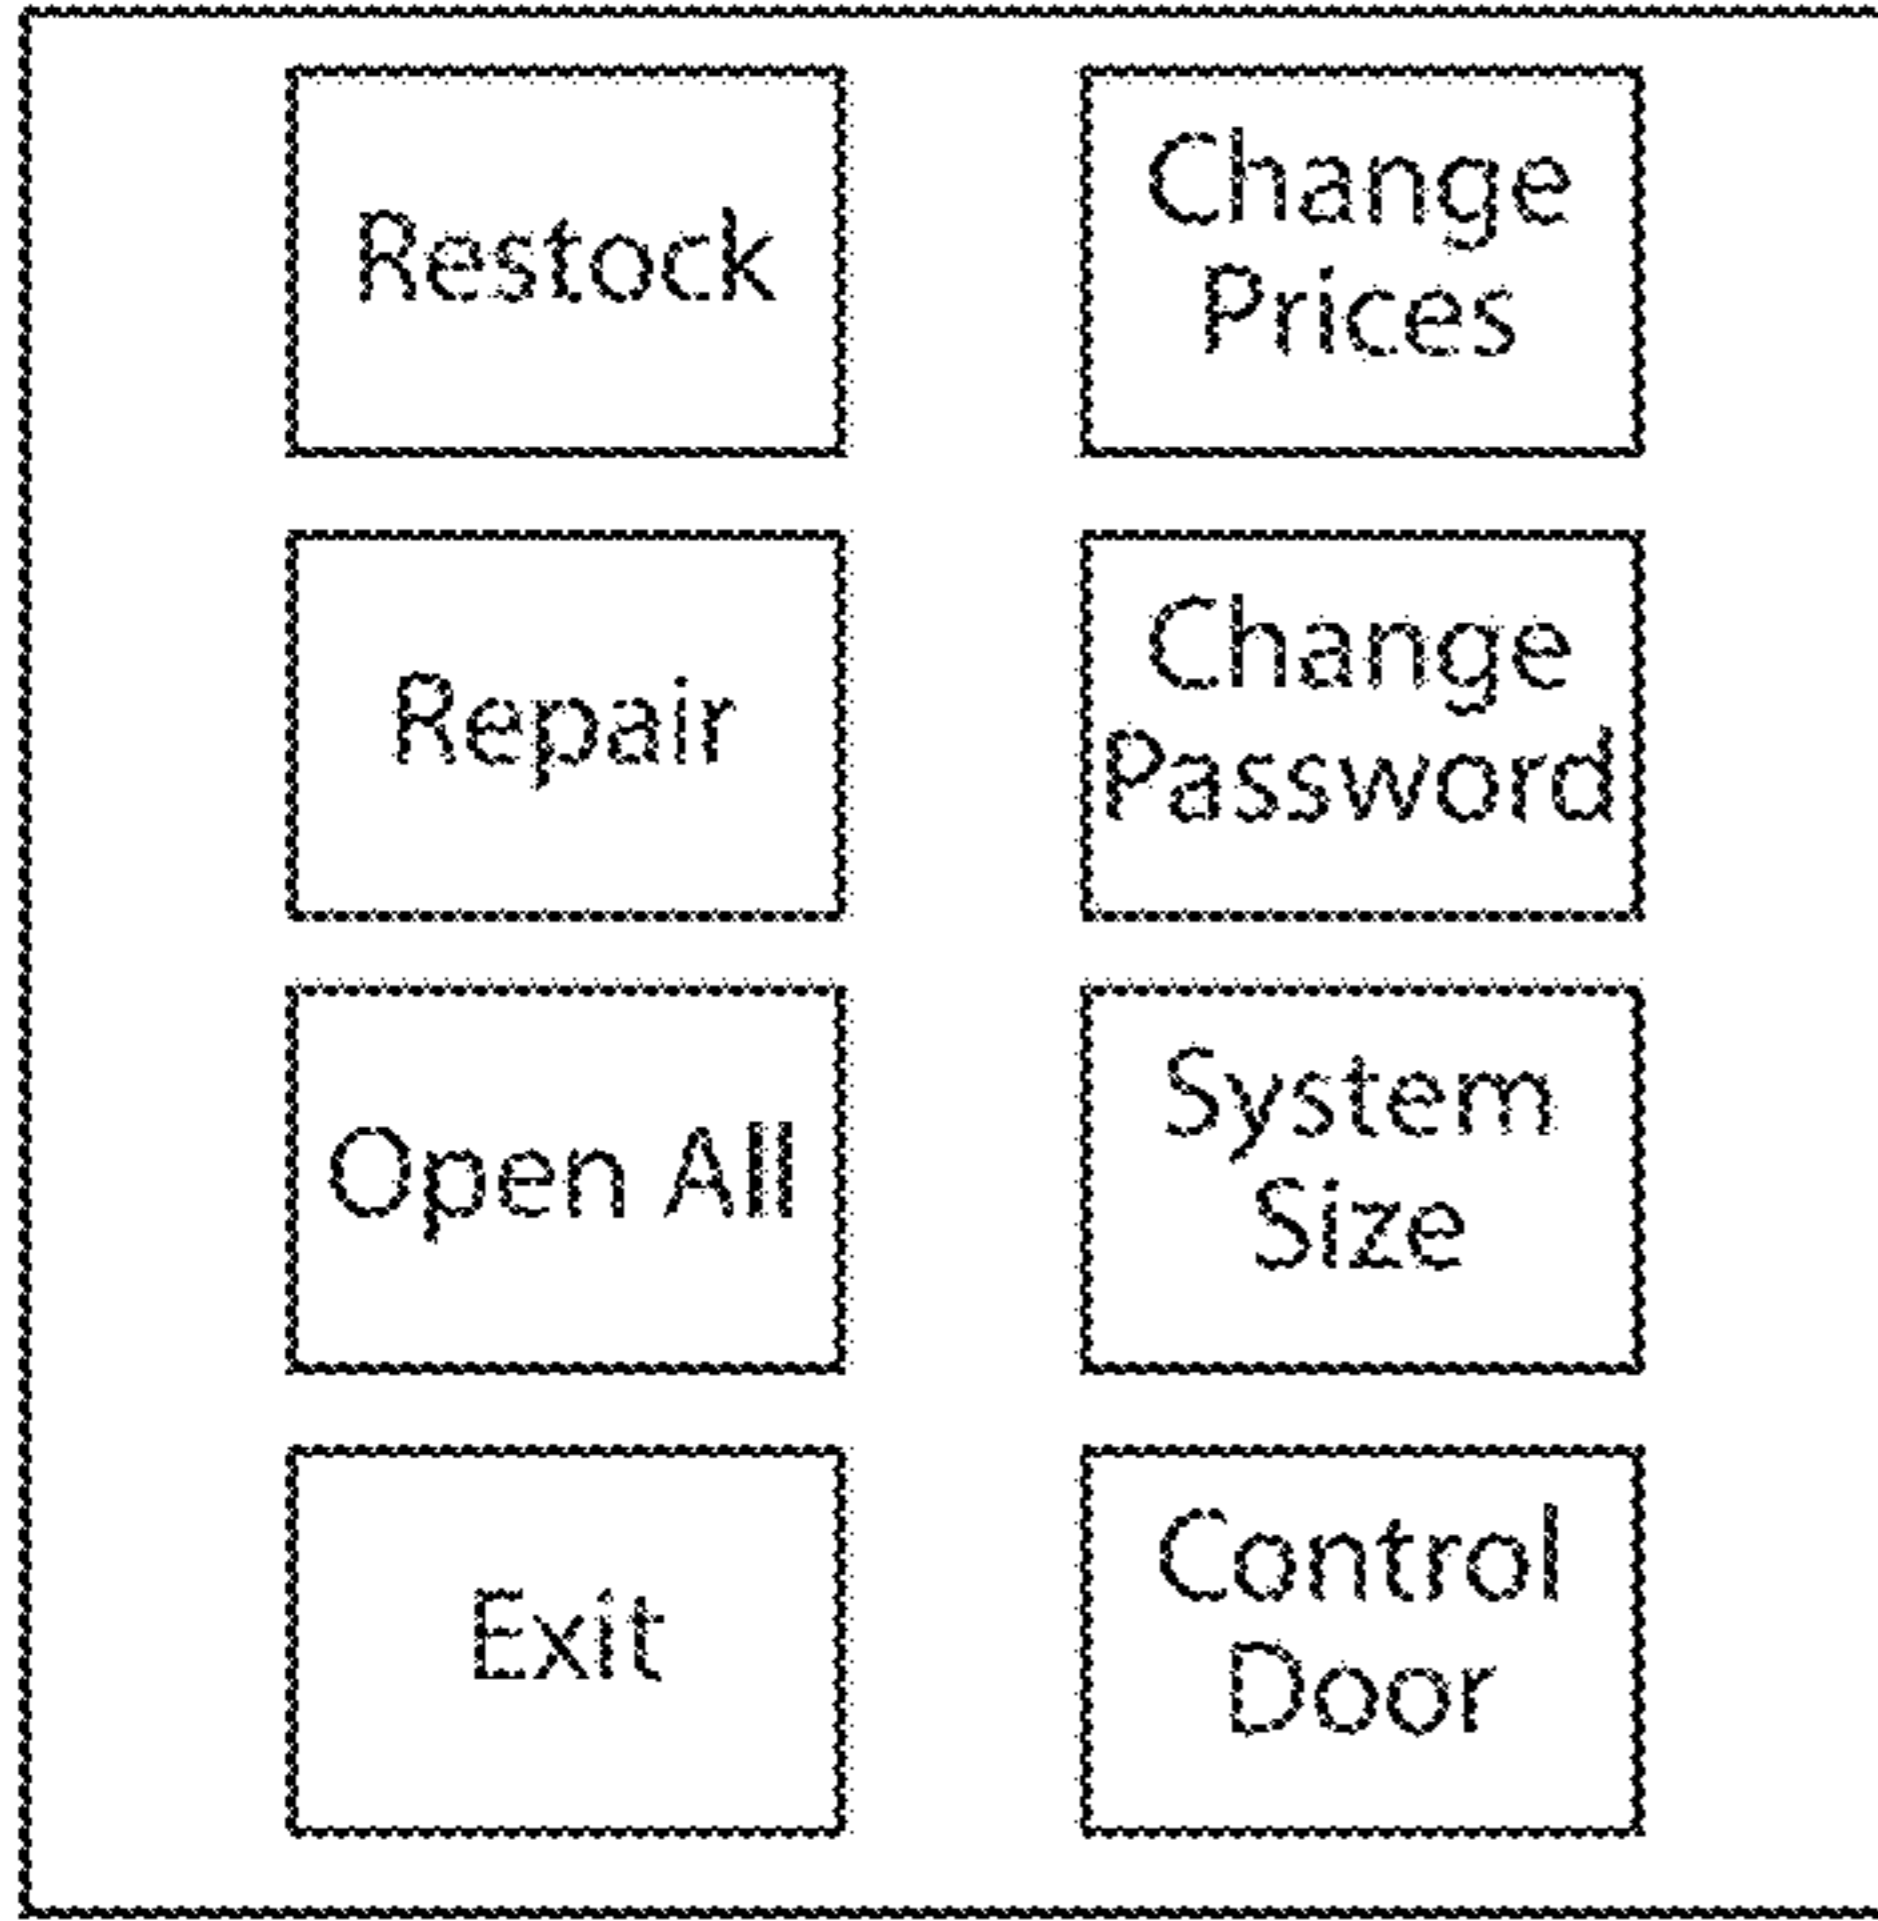 Restock
Change
Prices
Repair
Change
Password
Open All
System
Size
Exit
Control
Door